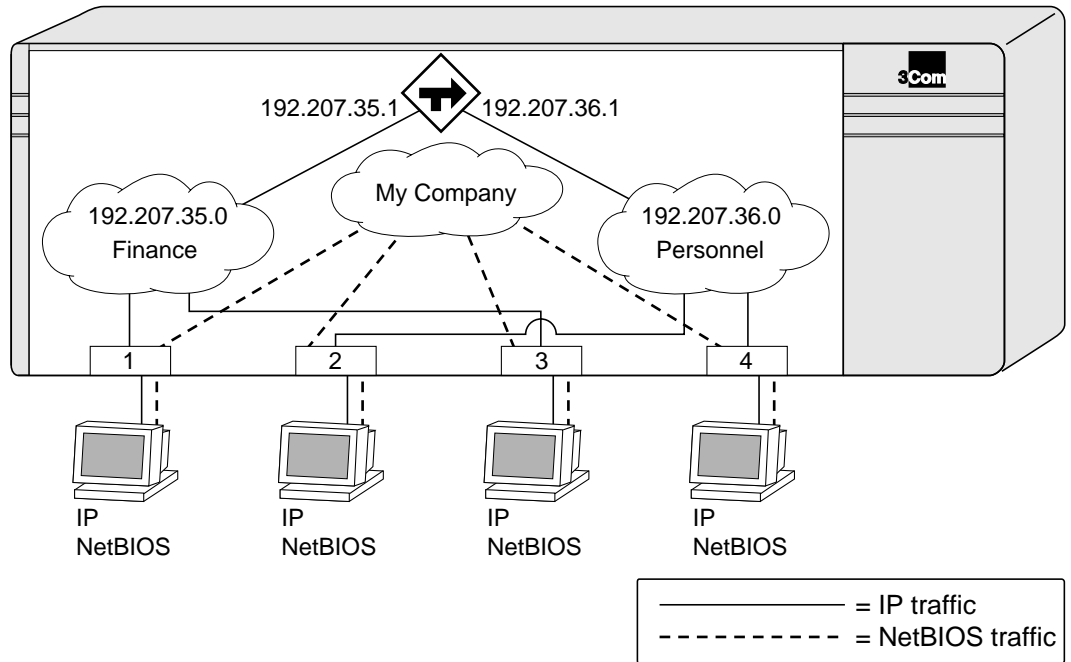 3Com
192.207.35.1
192.207.36.1
My Company
192.207.35.0
Finance
192.207.36.0
Personnel
1
2
3
4
IP
NetBIOS
IP
NetBIOS
IP
NetBIOS
IP
NetBIOS
= IP traffic
= NetBIOS traffic